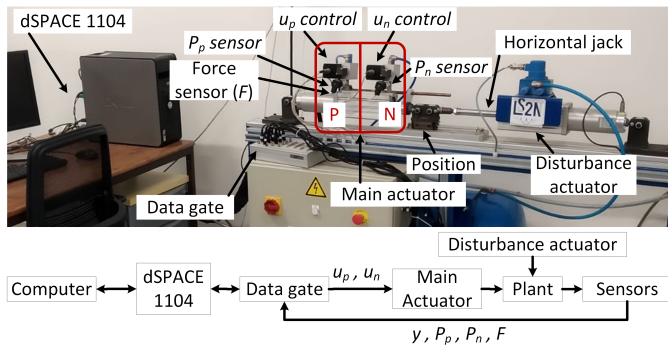 dSPACE 1104
u_p control
u_n control
P_p sensor
Force
sensor (F)
P_n sensor
Horizontal jack
P
N
LS2N
Position
Disturbance
actuator
Data gate
Main actuator
Disturbance actuator
Computer
dSPACE
1104
Data gate
u_p , u_n
Main
Actuator
Plant
Sensors
y , P_p , P_n , F